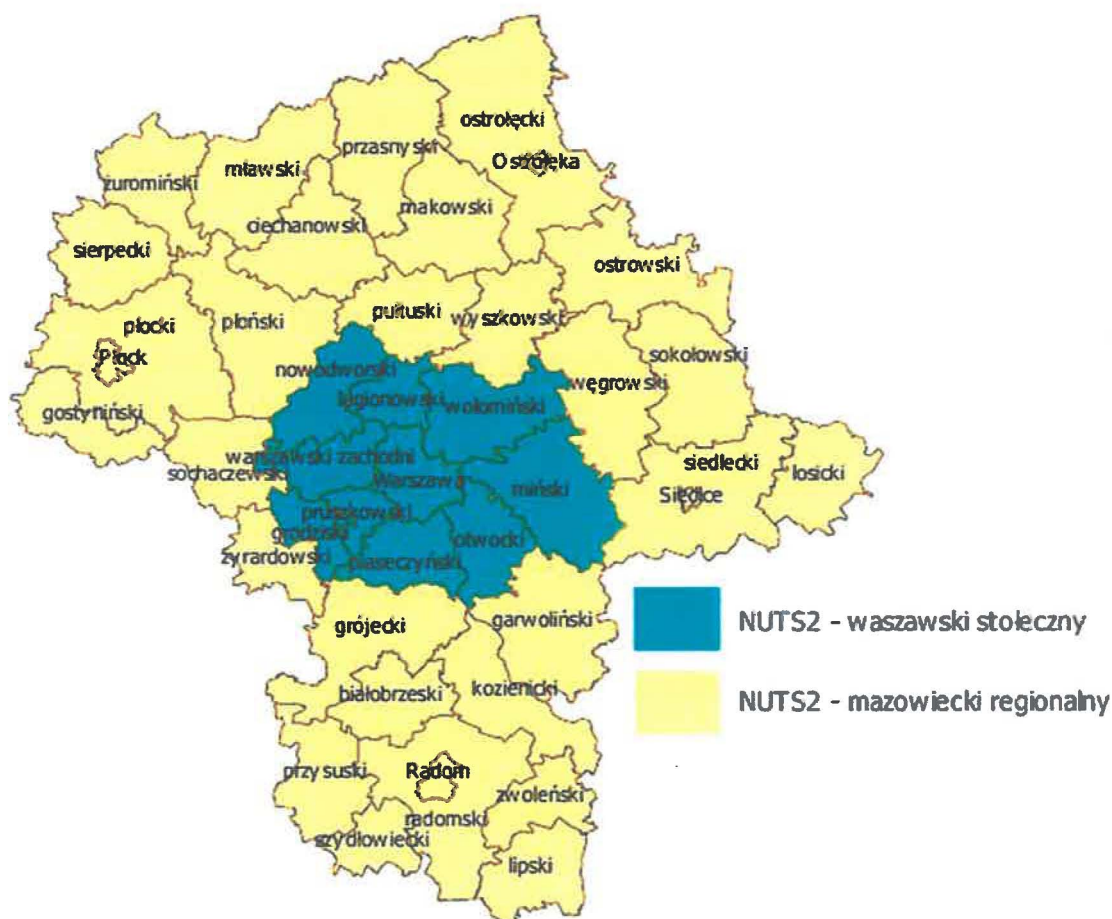 ostrołęcki
przasnyski
Ostrołęka
mławski
żuromiński
makowski
ciechanowski
sierpecki
ostrowski
pułtuski
wyszkowski
płocki
płoński
Płock
sokołowski
nowodworski
węgrowski
legionowski
wołomiński
gostyniński
warszawski zachodni
siedlecki
sochaczewski
Warszawa
łosicki
miński
Siedlce
pruszkowski
grodziski
otwocki
żyrardowski
piaseczyński
garwoliński
grójecki
NUTS2 - waszawski stołeczny
białobrzeski
kozienicki
NUTS2 - mazowiecki regionalny
przysuski
Radom
zwoleński
radomski
szydłowiecki
lipski